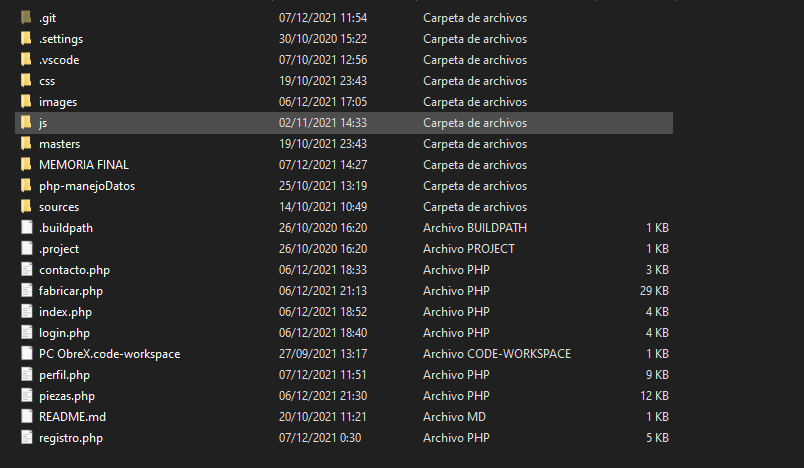 .git 07/12/2021 11:54 Carpeta de archivos
.settings 30/10/2020 15:22 Carpeta de archivos
.vscode 07/10/2021 12:56 Carpeta de archivos
css 19/10/2021 23:43 Carpeta de archivos
images 06/12/2021 17:05 Carpeta de archivos
js 02/11/2021 14:33 Carpeta de archivos
masters 19/10/2021 23:43 Carpeta de archivos
MEMORIA FINAL 07/12/2021 14:27 Carpeta de archivos
php-manejoDatos 25/10/2021 13:19 Carpeta de archivos
sources 14/10/2021 10:49 Carpeta de archivos
.buildpath 26/10/2020 16:20 Archivo BUILDPATH 1 KB
.project 26/10/2020 16:20 Archivo PROJECT 1 KB
contacto.php 06/12/2021 18:33 Archivo PHP 3 KB
fabricar.php 06/12/2021 21:13 Archivo PHP 29 KB
index.php 06/12/2021 18:52 Archivo PHP 4 KB
login.php 06/12/2021 18:40 Archivo PHP 4 KB
PC ObreX.code-workspace 27/09/2021 13:17 Archivo CODE-WORKSPACE 1 KB
perfil.php 07/12/2021 11:51 Archivo PHP 9 KB
piezas.php 06/12/2021 21:30 Archivo PHP 12 KB
README.md 20/10/2021 11:21 Archivo MD 1 KB
registro.php 07/12/2021 0:30 Archivo PHP 5 KB